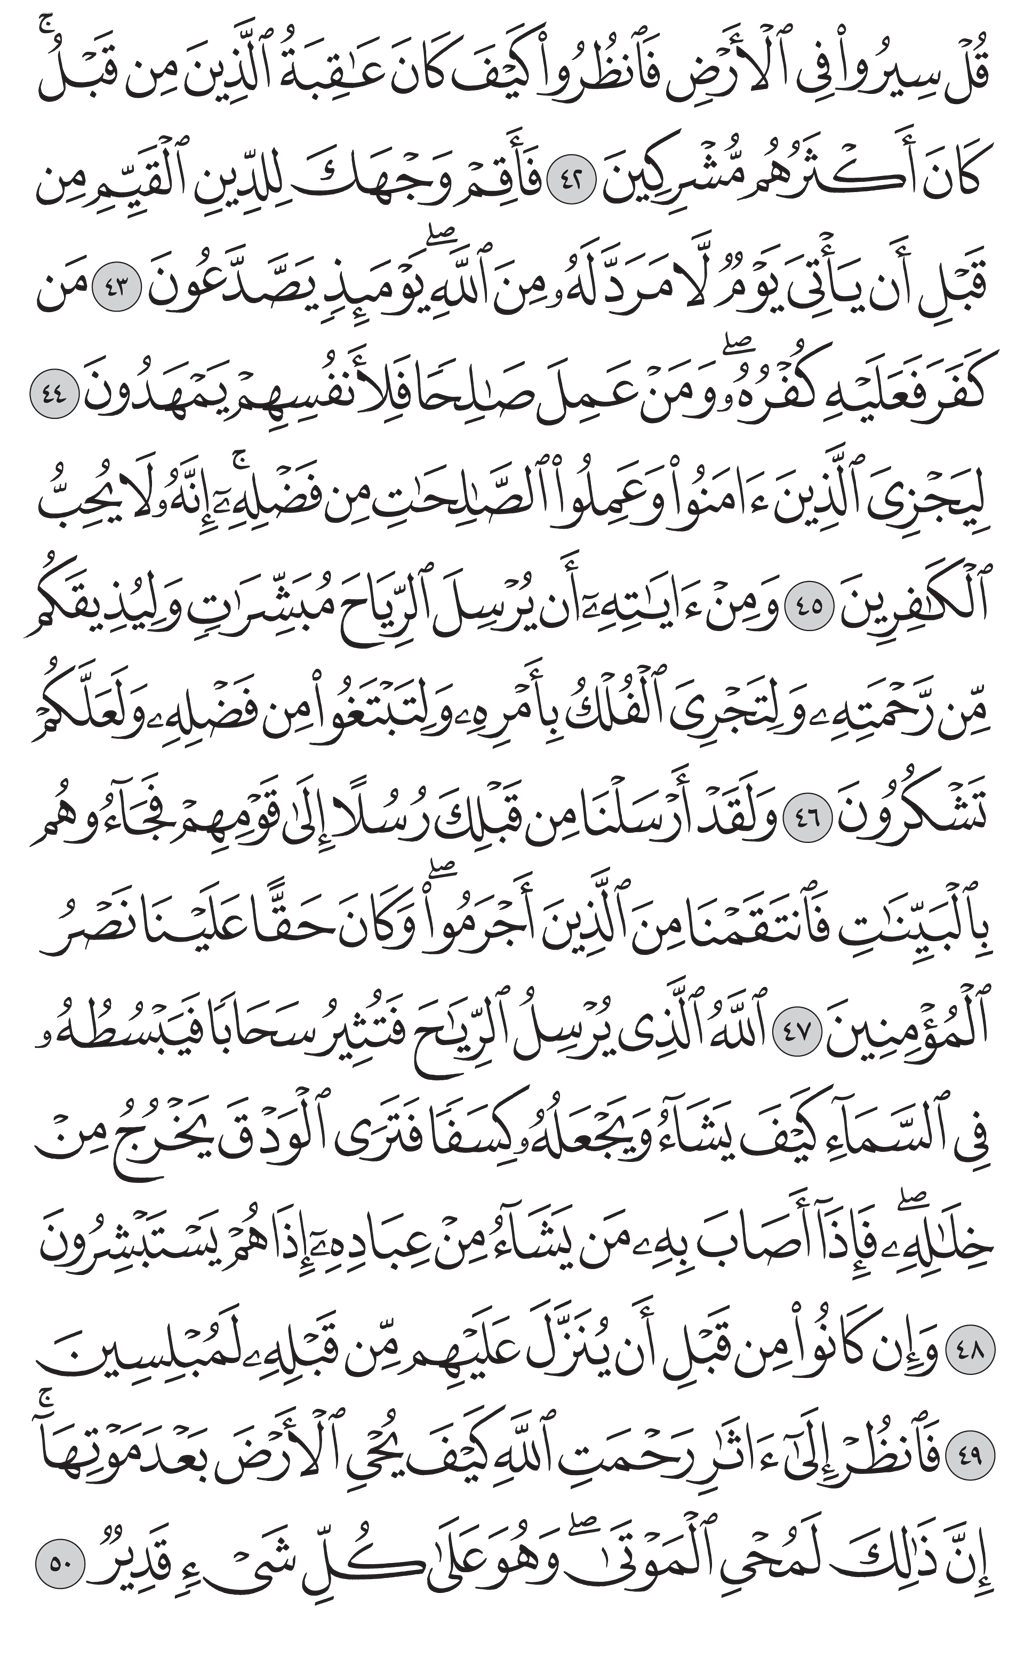 قُلْ سِيرُوا۟ فِى ٱلْأَرْضِ فَٱنظُرُوا۟ كَيْفَ كَانَ عَـٰقِبَةُ ٱلَّذِينَ مِن قَبْلُ ۚ
كَانَ أَكْثَرُهُم مُّشْرِكِينَ ٤٢ فَأَقِمْ وَجْهَكَ لِلدِّينِ ٱلْقَيِّمِ مِن
قَبْلِ أَن يَأْتِىَ يَوْمٌ لَّا مَرَدَّ لَهُۥ مِنَ ٱللَّهِ ۖ يَوْمَئِذٍ يَصَّدَّعُونَ ٤٣ مَن
كَفَرَ فَعَلَيْهِ كُفْرُهُۥ ۖ وَمَنْ عَمِلَ صَـٰلِحًا فَلِأَنفُسِهِمْ يَمْهَدُونَ ٤٤
لِيَجْزِىَ ٱلَّذِينَ ءَامَنُوا۟ وَعَمِلُوا۟ ٱلصَّـٰلِحَـٰتِ مِن فَضْلِهِۦٓ ۚ إِنَّهُۥ لَا يُحِبُّ
ٱلْكَـٰفِرِينَ ٤٥ وَمِنْ ءَايَـٰتِهِۦٓ أَن يُرْسِلَ ٱلرِّيَاحَ مُبَشِّرَٰتٍ وَلِيُذِيقَكُم
مِّن رَّحْمَتِهِۦ وَلِتَجْرِىَ ٱلْفُلْكُ بِأَمْرِهِۦ وَلِتَبْتَغُوا۟ مِن فَضْلِهِۦ وَلَعَلَّكُمْ
تَشْكُرُونَ ٤٦ وَلَقَدْ أَرْسَلْنَا مِن قَبْلِكَ رُسُلًا إِلَىٰ قَوْمِهِمْ فَجَآءُوهُم
بِٱلْبَيِّنَـٰتِ فَٱنتَقَمْنَا مِنَ ٱلَّذِينَ أَجْرَمُوا۟ ۖ وَكَانَ حَقًّا عَلَيْنَا نَصْرُ
ٱلْمُؤْمِنِينَ ٤٧ ٱللَّهُ ٱلَّذِى يُرْسِلُ ٱلرِّيَـٰحَ فَتُثِيرُ سَحَابًا فَيَبْسُطُهُۥ
فِى ٱلسَّمَآءِ كَيْفَ يَشَآءُ وَيَجْعَلُهُۥ كِسَفًا فَتَرَى ٱلْوَدْقَ يَخْرُجُ مِنْ
خِلَـٰلِهِۦ ۖ فَإِذَآ أَصَابَ بِهِۦ مَن يَشَآءُ مِنْ عِبَادِهِۦٓ إِذَا هُمْ يَسْتَبْشِرُونَ
٤٨ وَإِن كَانُوا۟ مِن قَبْلِ أَن يُنَزَّلَ عَلَيْهِم مِّن قَبْلِهِۦ لَمُبْلِسِينَ
٤٩ فَٱنظُرْ إِلَىٰٓ ءَاثَـٰرِ رَحْمَتِ ٱللَّهِ كَيْفَ يُحْىِ ٱلْأَرْضَ بَعْدَ مَوْتِهَآ ۚ
إِنَّ ذَٰلِكَ لَمُحْىِ ٱلْمَوْتَىٰ ۖ وَهُوَ عَلَىٰ كُلِّ شَىْءٍ قَدِيرٌ ٥٠